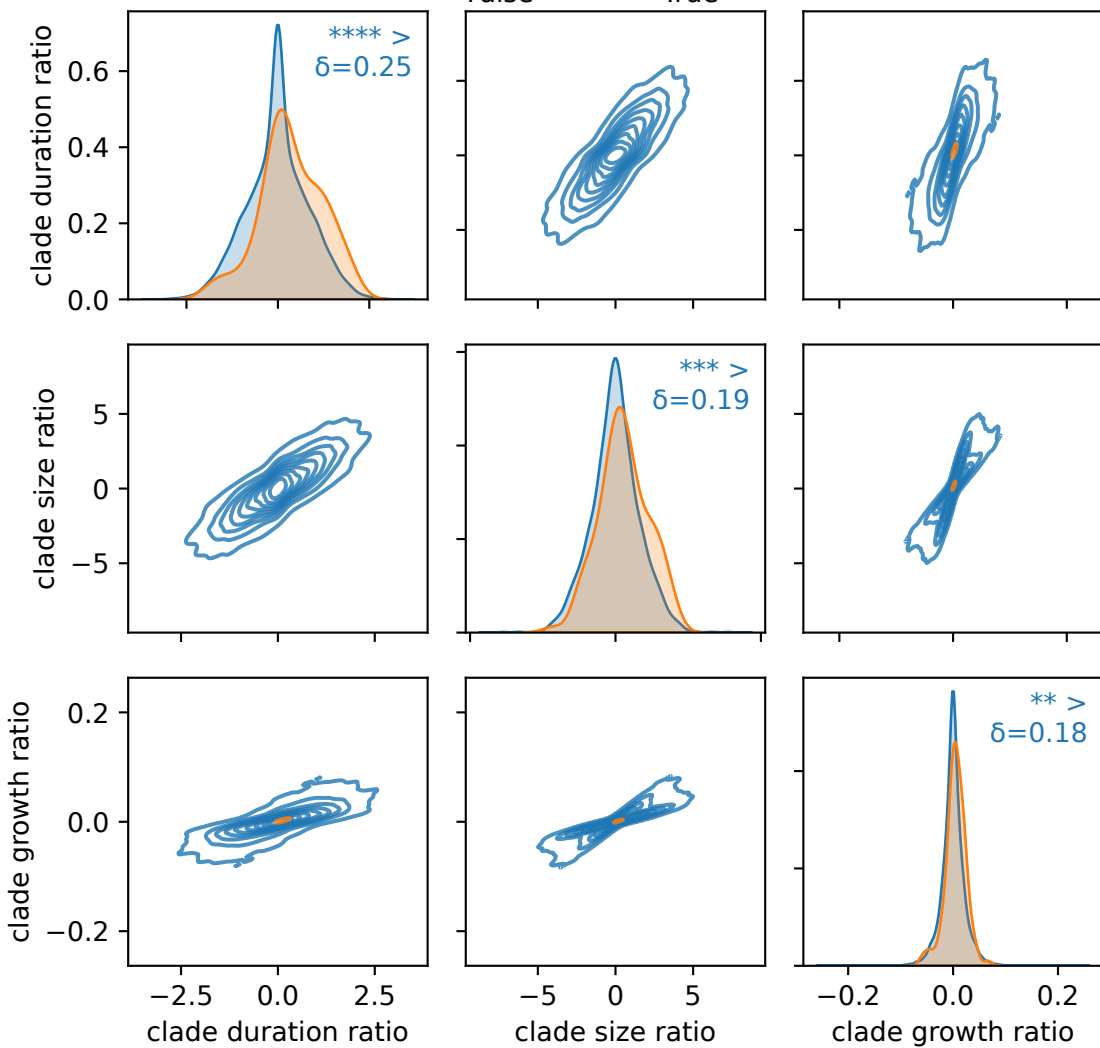 clade duration ratio
0.6
0.4
0.2
0.0
**** >
δ=0.25
clade size ratio
5
0
−5
*** >
δ=0.19
clade growth ratio
0.2
0.0
−0.2
** >
δ=0.18
−2.5 0.0 2.5
clade duration ratio
−5 0 5
clade size ratio
−0.2 0.0 0.2
clade growth ratio